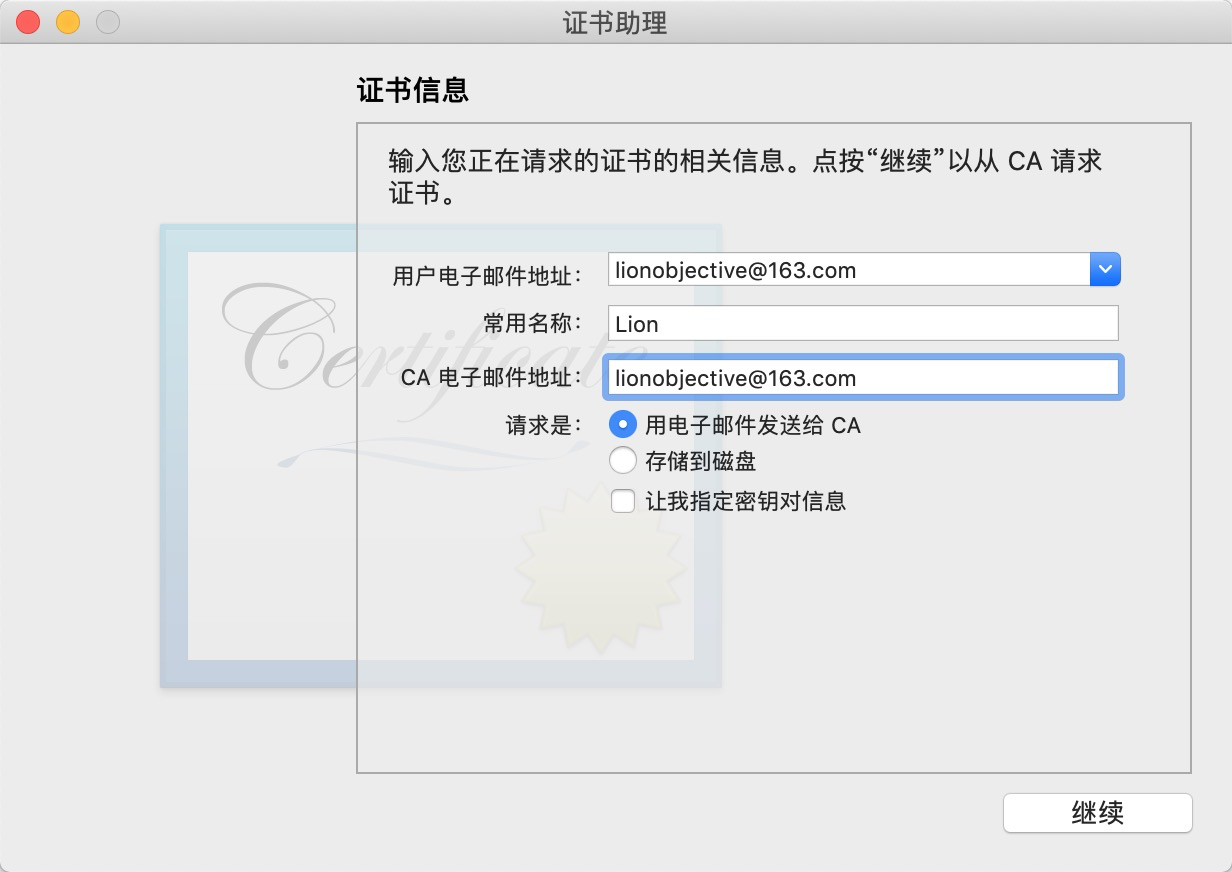 证书助理
证书信息
输入您正在请求的证书的相关信息。点按“继续”以从 CA 请求
证书。
用户电子邮件地址： lionobjective@163.com
常用名称： Lion
CA 电子邮件地址： lionobjective@163.com
请求是： 用电子邮件发送给 CA
存储到磁盘
让我指定密钥对信息
Certificate
继续